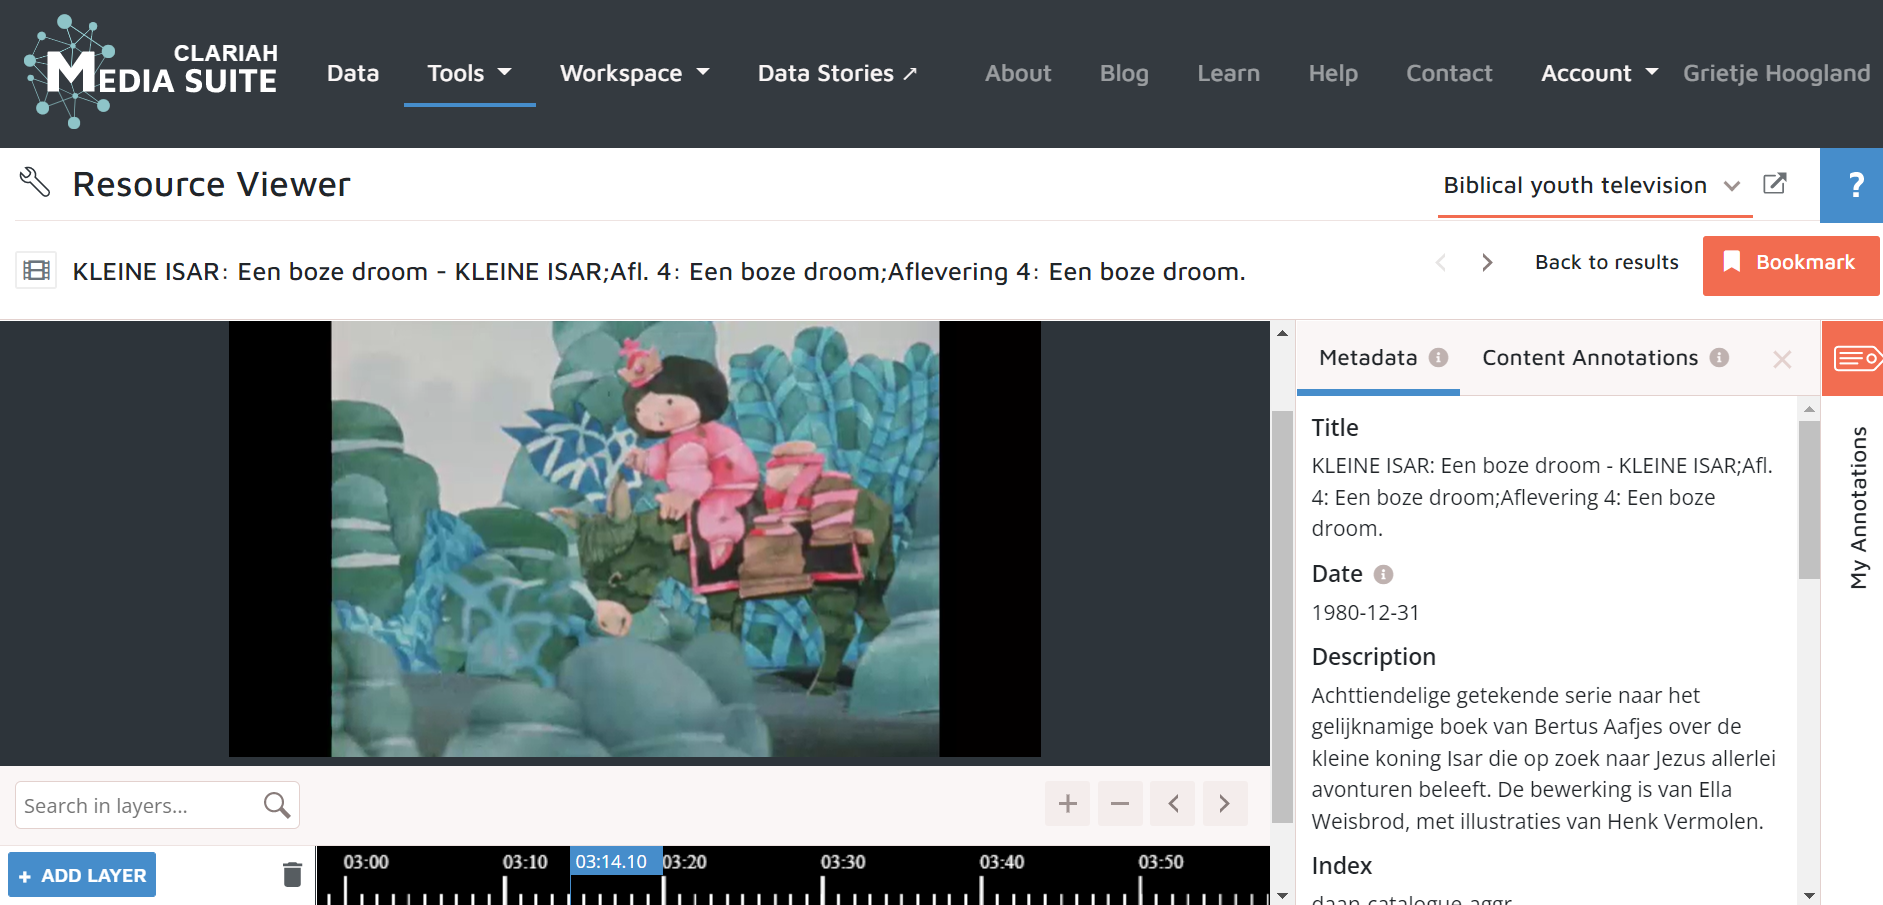 CLARIAH
MEDIA SUITE
Data
Tools
Workspace
Data Stories ↗
About
Blog
Learn
Help
Contact
Account
Grietje Hoogland
Resource Viewer
Biblical youth television
?
KLEINE ISAR: Een boze droom - KLEINE ISAR;Afl. 4: Een boze droom;Aflevering 4: Een boze droom.
Back to results
Bookmark
Metadata
Content Annotations
My Annotations
Title
KLEINE ISAR: Een boze droom - KLEINE ISAR;Afl.
4: Een boze droom;Aflevering 4: Een boze
droom.
Date
1980-12-31
Description
Achttiendelige getekende serie naar het
gelijknamige boek van Bertus Aafjes over de
kleine koning Isar die op zoek naar Jezus allerlei
avonturen beleeft. De bewerking is van Ella
Weisbrod, met illustraties van Henk Vermolen.
Index
daan-catalogue-aggr
Search in layers...
+ ADD LAYER
03:00
03:10
03:14.10
03:20
03:30
03:40
03:50